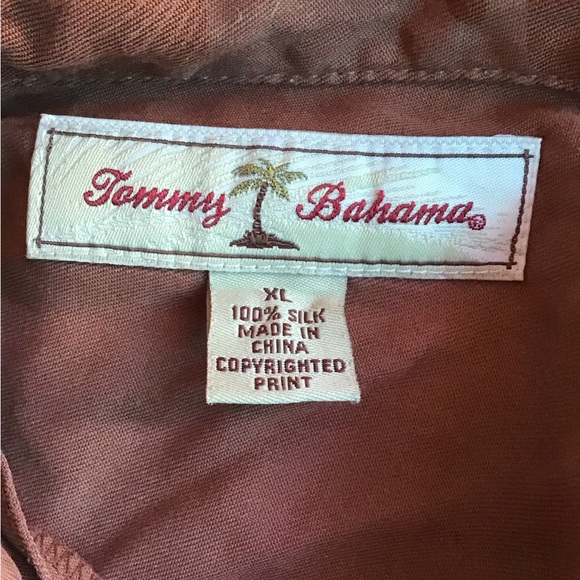 Tommy Bahama®
XL
100% SILK
MADE IN
CHINA
COPYRIGHTED
PRINT